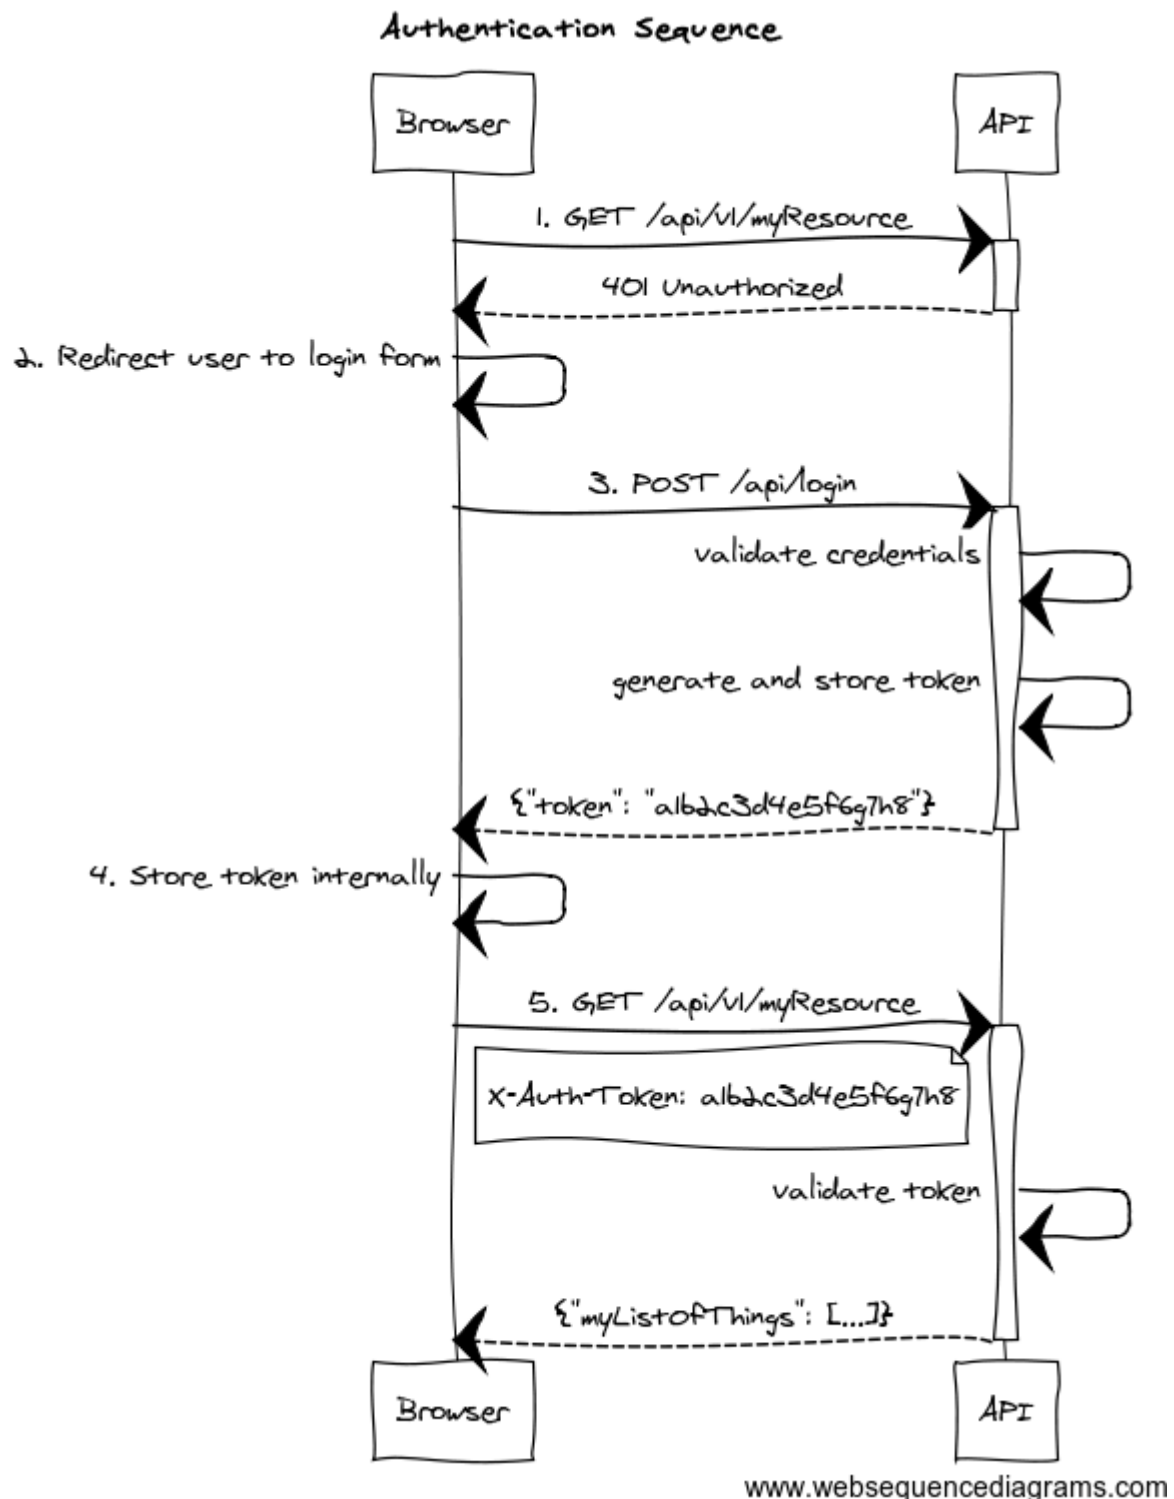 Authentication Sequence
Browser
API
1. GET /api/v1/myResource
401 Unauthorized
2. Redirect user to login form
3. POST /api/login
validate credentials
generate and store token
{"token": "a1b2c3d4e5f6g7h8"}
4. Store token internally
5. GET /api/v1/myResource
X-Auth-Token: a1b2c3d4e5f6g7h8
validate token
{"myListOfThings": [...]}
Browser
API
www.websequencediagrams.com